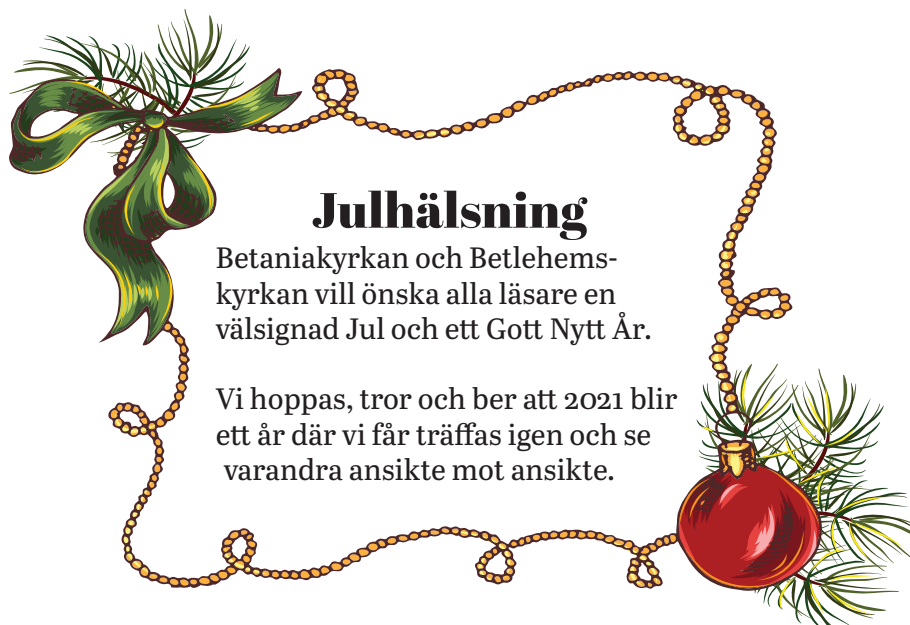 Julhälsning
Betaniakyrkan och Betlehems-
kyrkan vill önska alla läsare en
välsignad Jul och ett Gott Nytt År.
Vi hoppas, tror och ber att 2021 blir
ett år där vi får träffas igen och se
varandra ansikte mot ansikte.